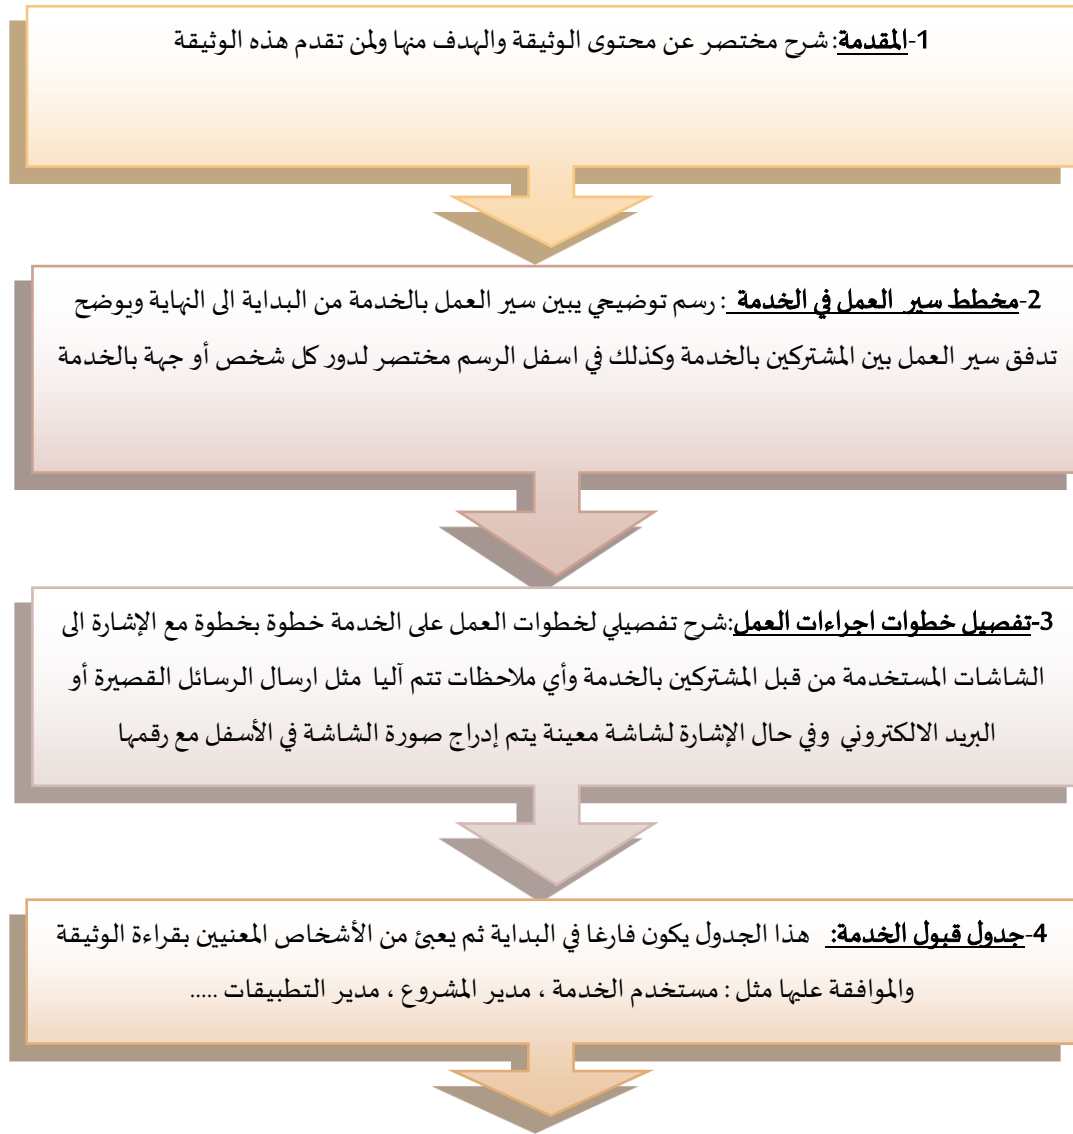 1-المقدمة: شرح مختصر عن محتوى الوثيقة والهدف منها ولمن تقدم هذه الوثيقة
2-مخطط سير العمل في الخدمة : رسم توضيحي يبين سير العمل بالخدمة من البداية الى النهاية ويوضح
تدفق سير العمل بين المشتركين بالخدمة وكذلك في اسفل الرسم مختصر لدور كل شخص أو جهة بالخدمة
3-تفصيل خطوات اجراءات العمل:شرح تفصيلي لخطوات العمل على الخدمة خطوة بخطوة مع الإشارة الى
الشاشات المستخدمة من قبل المشتركين بالخدمة وأي ملاحظات تتم آليا مثل ارسال الرسائل القصيرة أو
البريد الالكتروني وفي حال الإشارة لشاشة معينة يتم إدراج صورة الشاشة في الأسفل مع رقمها
4-جدول قبول الخدمة: هذا الجدول يكون فارغا في البداية ثم يعبئ من الأشخاص المعنيين بقراءة الوثيقة
والموافقة عليها مثل : مستخدم الخدمة ، مدير المشروع ، مدير التطبيقات .....